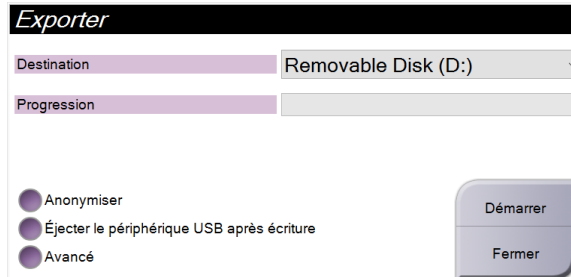 Exporter
Destination
Removable Disk (D:)
Progression
Anonymiser
Éjecter le périphérique USB après écriture
Avancé
Démarrer
Fermer